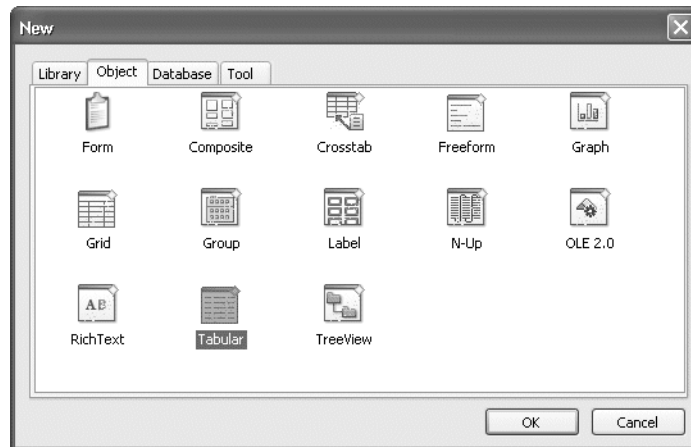 New
Library Object Database Tool
Form Composite Crosstab Freeform Graph
Grid Group Label N-Up OLE 2.0
AB
RichText Tabular TreeView
OK Cancel